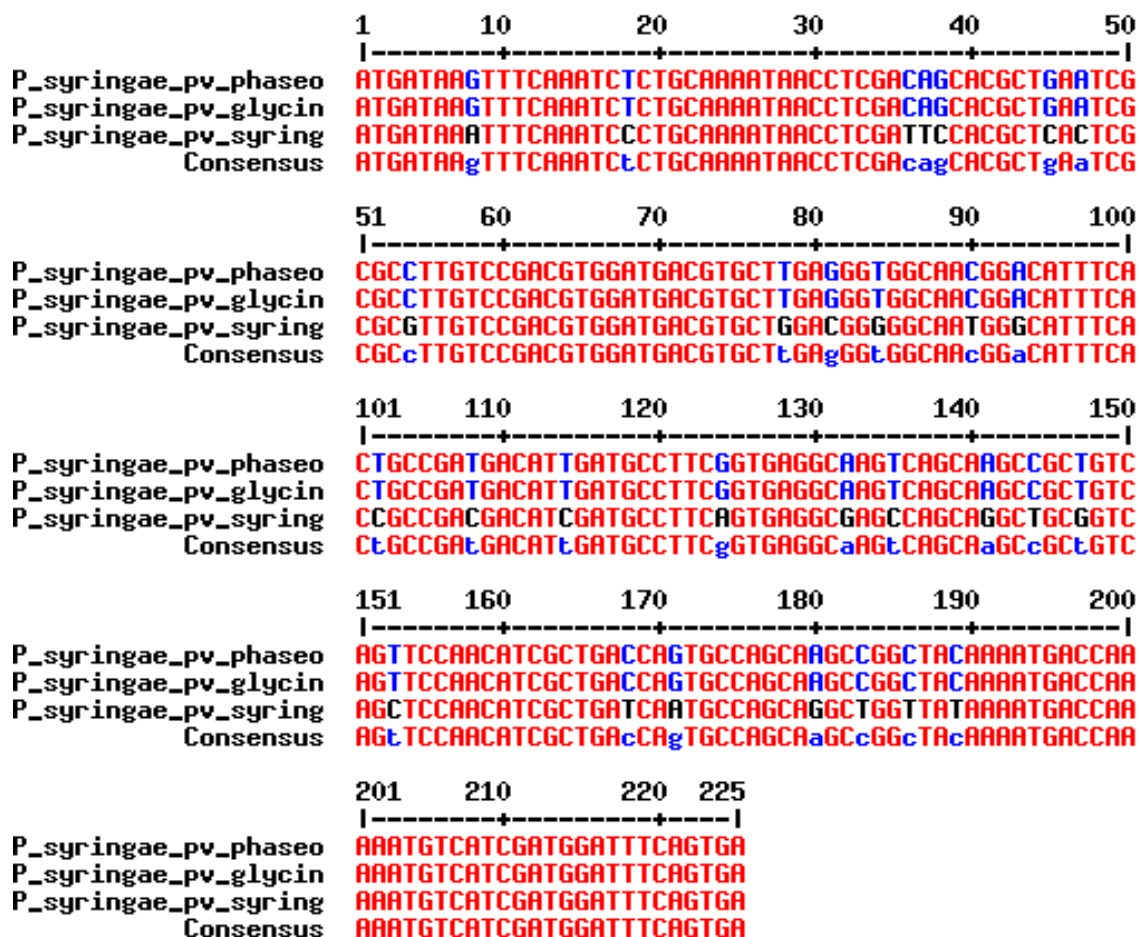 1 10 20 30 40 50
|--------+---------+---------+---------+---------|
P_syringae_pv_phaseo ATGATAAGTTTCAAATCTCTGCAAAATAACCTCGACAGCACGCTGAATCG
P_syringae_pv_glycin ATGATAAGTTTCAAATCTCTGCAAAATAACCTCGACAGCACGCTGAATCG
P_syringae_pv_syring ATGATAAATTTCAAATCCCTGCAAAATAACCTCGATTCCACGCTCACTCG
Consensus ATGATAAgTTTCAAATCtCTGCAAAATAACCTCGAcagCACGCTgAaTCG
51 60 70 80 90 100
|--------+---------+---------+---------+---------|
P_syringae_pv_phaseo CGCCTTGTCCGACGTGGATGACGTGCTTGAGGGTGGCAACGGACATTTCA
P_syringae_pv_glycin CGCCTTGTCCGACGTGGATGACGTGCTTGAGGGTGGCAACGGACATTTCA
P_syringae_pv_syring CGCGTTGTCCGACGTGGATGACGTGCTGGACGGGGGCAATGGGCATTTCA
Consensus CGCcTTGTCCGACGTGGATGACGTGCTtGAgGGtGGCAAcGGaCATTTCA
101 110 120 130 140 150
|--------+---------+---------+---------+---------|
P_syringae_pv_phaseo CTGCCGATGACATTGATGCCTTCGGTGAGGCAAGTCAGCAAGCCGCTGTC
P_syringae_pv_glycin CTGCCGATGACATTGATGCCTTCGGTGAGGCAAGTCAGCAAGCCGCTGTC
P_syringae_pv_syring CCGCCGACGACATCGATGCCTTCAGTGAGGCGAGCCAGCAGGCTGCGGTC
Consensus CtGCCGAtGACATtGATGCCTTCgGTGAGGCaAGtCAGCAaGCcGCtGTC
151 160 170 180 190 200
|--------+---------+---------+---------+---------|
P_syringae_pv_phaseo AGTTCCAACATCGCTGACCAGTGCCAGCAAGCCGGCTACAAAATGACCAA
P_syringae_pv_glycin AGTTCCAACATCGCTGACCAGTGCCAGCAAGCCGGCTACAAAATGACCAA
P_syringae_pv_syring AGCTCCAACATCGCTGATCAATGCCAGCAGGCTGGTTATAAAATGACCAA
Consensus AGtTCCAACATCGCTGAcCAgTGCCAGCAaGCcGGcTAcAAAATGACCAA
201 210 220 225
|--------+---------+----|
P_syringae_pv_phaseo AAATGTCATCGATGGATTTCAGTGA
P_syringae_pv_glycin AAATGTCATCGATGGATTTCAGTGA
P_syringae_pv_syring AAATGTCATCGATGGATTTCAGTGA
Consensus AAATGTCATCGATGGATTTCAGTGA